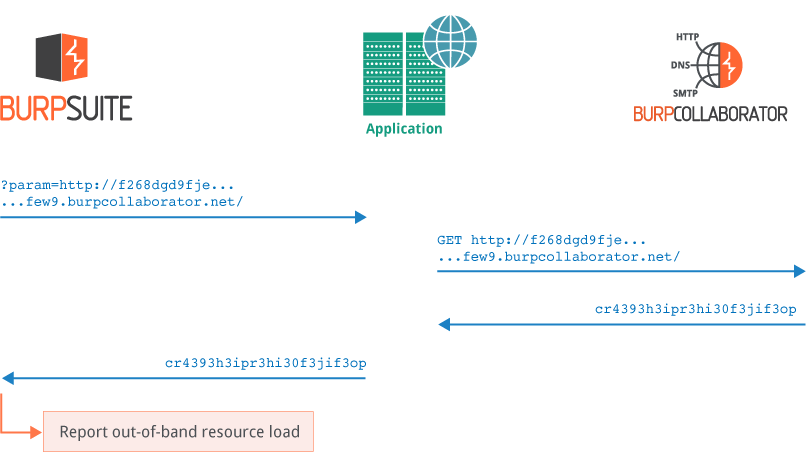 BURPSUITE
Application
HTTP
DNS
SMTP
BURPCOLLABORATOR
?param=http://f268dgd9fje...
...few9.burpcollaborator.net/
GET http://f268dgd9fje...
...few9.burpcollaborator.net/
cr4393h3ipr3hi30f3jif3op
cr4393h3ipr3hi30f3jif3op
Report out-of-band resource load